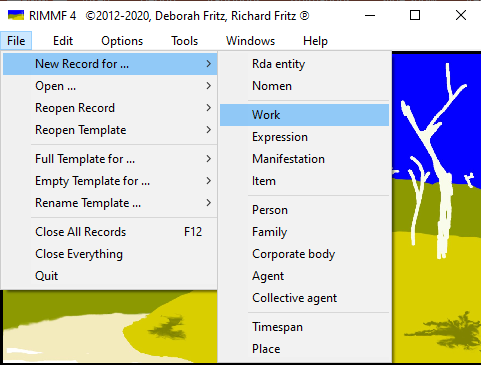 RIMMF 4 ©2012-2020, Deborah Fritz, Richard Fritz ®
File Edit Options Tools Windows Help
New Record for ... >
Open ... >
Reopen Record >
Reopen Template >
Full Template for ... >
Empty Template for ... >
Rename Template ... >
Close All Records F12
Close Everything
Quit
Rda entity
Nomen
Work
Expression
Manifestation
Item
Person
Family
Corporate body
Agent
Collective agent
Timespan
Place